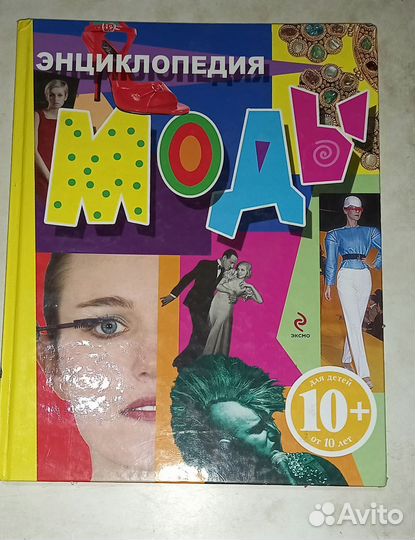 ЭНЦИКЛОПЕДИЯ
МОДЫ
ЭКСМО
для детей
10+
от 10 лет
Avito